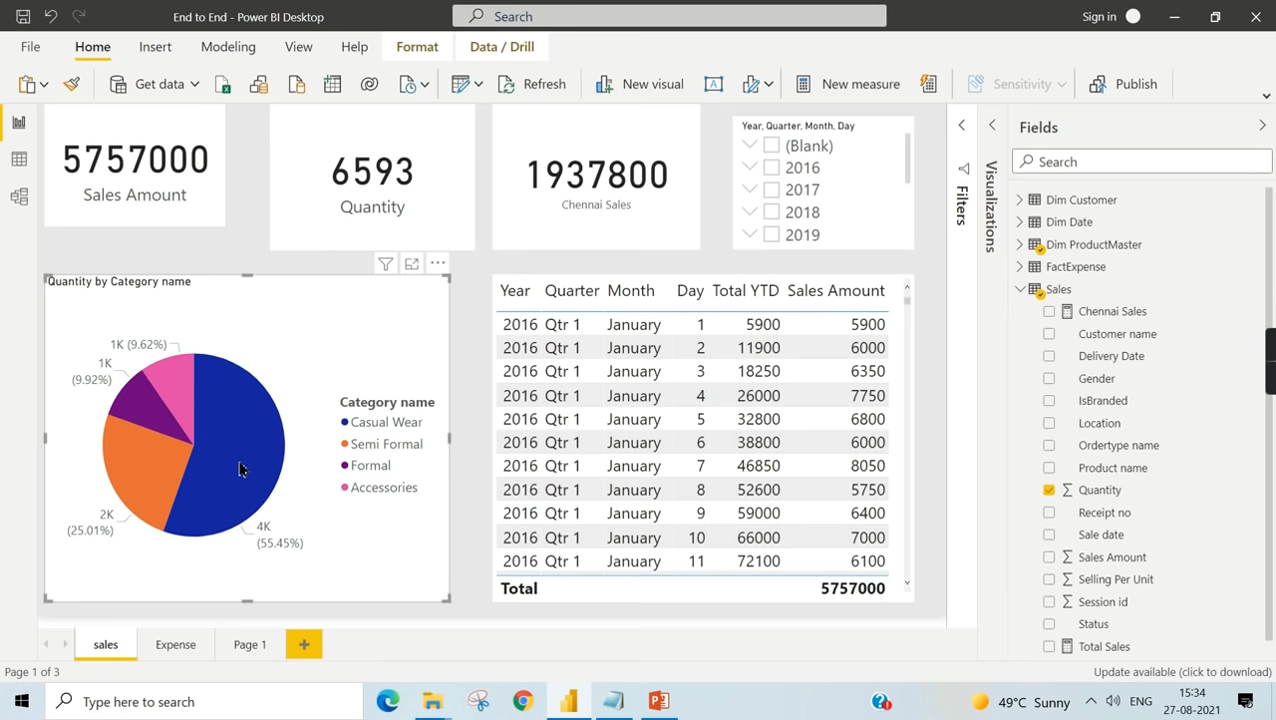 End to End - Power BI Desktop
Search
Sign in
File Home Insert Modeling View Help Format Data / Drill
Get data Refresh New visual New measure Sensitivity Publish
5757000
Sales Amount
6593
Quantity
1937800
Chennai Sales
Year, Quarter, Month, Day
(Blank)
2016
2017
2018
2019
Quantity by Category name
1K (9.62%)
1K
(9.92%)
2K
(25.01%)
4K
(55.45%)
Category name
Casual Wear
Semi Formal
Formal
Accessories
Year Quarter Month Day Total YTD Sales Amount
2016 Qtr 1 January 1 5900 5900
2016 Qtr 1 January 2 11900 6000
2016 Qtr 1 January 3 18250 6350
2016 Qtr 1 January 4 26000 7750
2016 Qtr 1 January 5 32800 6800
2016 Qtr 1 January 6 38800 6000
2016 Qtr 1 January 7 46850 8050
2016 Qtr 1 January 8 52600 5750
2016 Qtr 1 January 9 59000 6400
2016 Qtr 1 January 10 66000 7000
2016 Qtr 1 January 11 72100 6100
Total 5757000
Filters
Visualizations
Fields
Search
Dim Customer
Dim Date
Dim ProductMaster
FactExpense
Sales
Chennai Sales
Customer name
Delivery Date
Gender
IsBranded
Location
Ordertype name
Product name
Quantity
Receipt no
Sale date
Sales Amount
Selling Per Unit
Session id
Status
Total Sales
sales Expense Page 1
Page 1 of 3
Update available (click to download)
Type here to search
49°C Sunny
ENG
15:34
27-08-2021